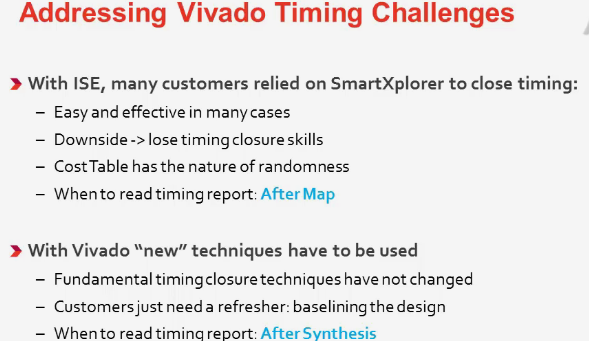 Addressing Vivado Timing Challenges
With ISE, many customers relied on SmartXplorer to close timing:
– Easy and effective in many cases
– Downside -> lose timing closure skills
– Cost Table has the nature of randomness
– When to read timing report: After Map
With Vivado “new” techniques have to be used
– Fundamental timing closure techniques have not changed
– Customers just need a refresher: baselining the design
– When to read timing report: After Synthesis